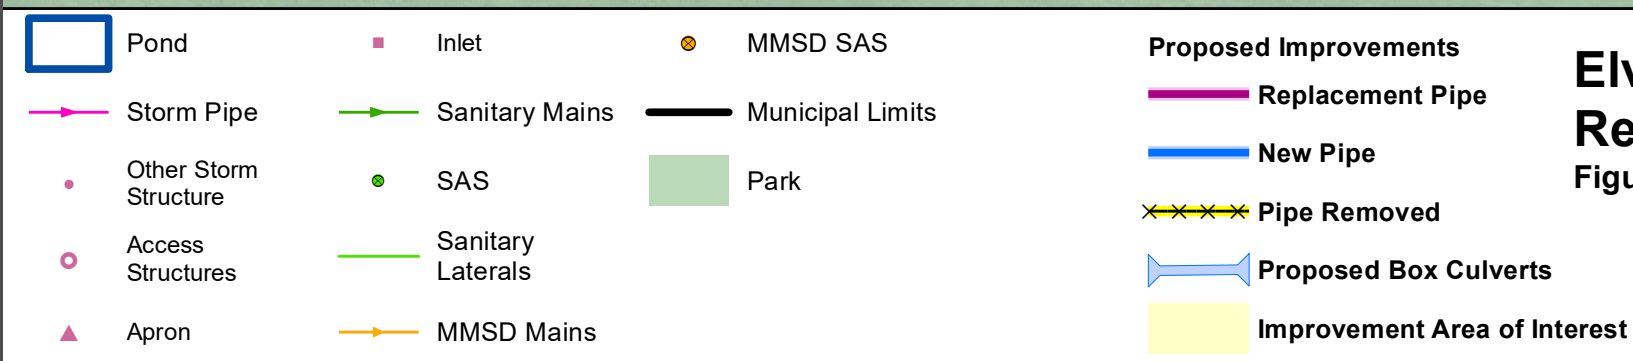 Pond
Storm Pipe
Other Storm
Structure
Access
Structures
Apron
Inlet
Sanitary Mains
SAS
Sanitary
Laterals
MMSD Mains
MMSD SAS
Municipal Limits
Park
Proposed Improvements
Replacement Pipe
New Pipe
Pipe Removed
Proposed Box Culverts
Improvement Area of Interest